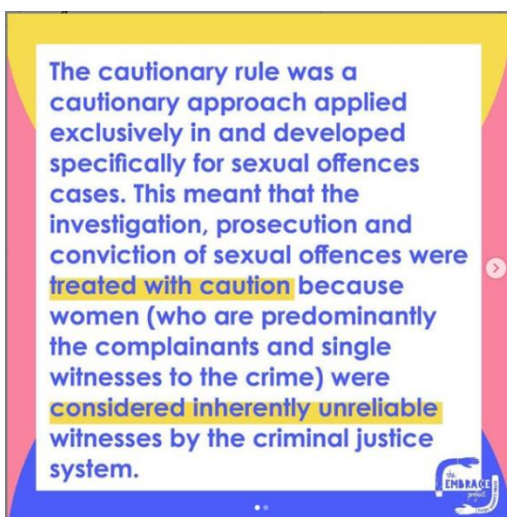 The cautionary rule was a
cautionary approach applied
exclusively in and developed
specifically for sexual offences
cases. This meant that the
investigation, prosecution and
conviction of sexual offences were
treated with caution because
women (who are predominantly
the complainants and single
witnesses to the crime) were
considered inherently unreliable
witnesses by the criminal justice
system.
the
EMBRACE
project